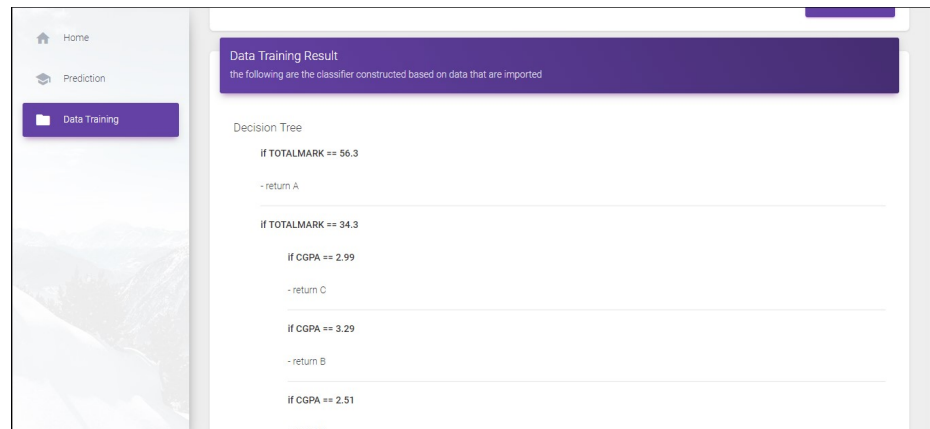 Home
Prediction
Data Training
Data Training Result
the following are the classifier constructed based on data that are imported
Decision Tree
if TOTALMARK == 56.3
- return A
if TOTALMARK == 34.3
if CGPA == 2.99
- return C
if CGPA == 3.29
- return B
if CGPA == 2.51